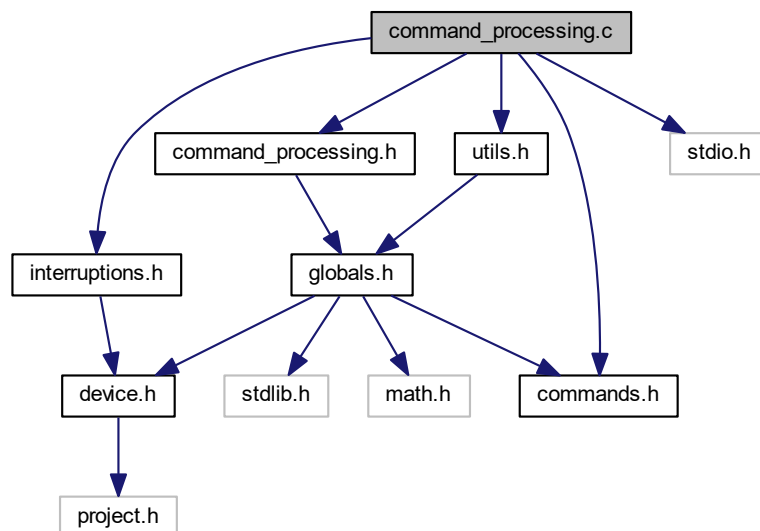 command_processing.c
command_processing.h
utils.h
stdio.h
interruptions.h
globals.h
device.h
stdlib.h
math.h
commands.h
project.h